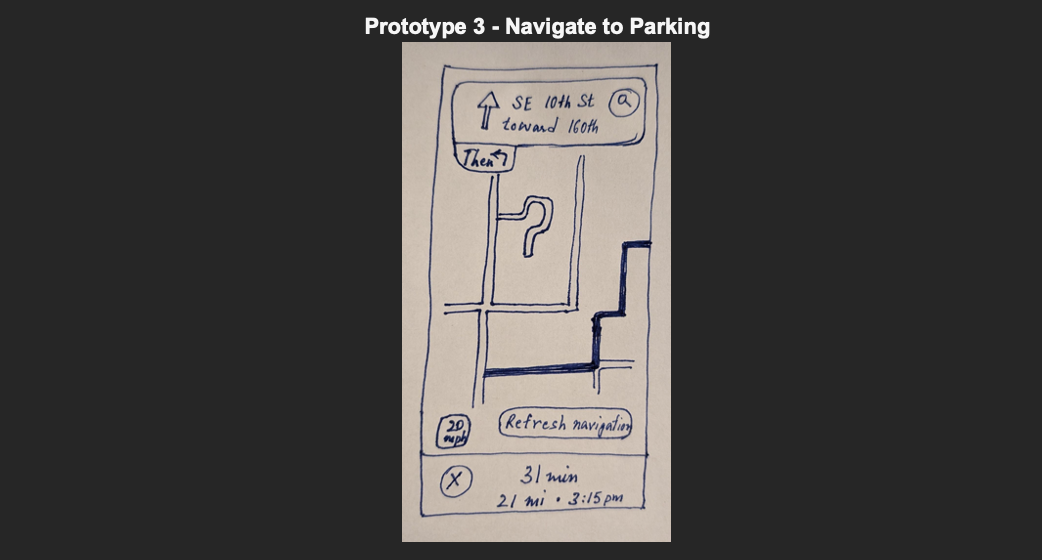 Prototype 3 - Navigate to Parking
SE 10th St
toward 160th
Then
20
mph
Refresh navigation
X
31 min
21 mi • 3:15 pm